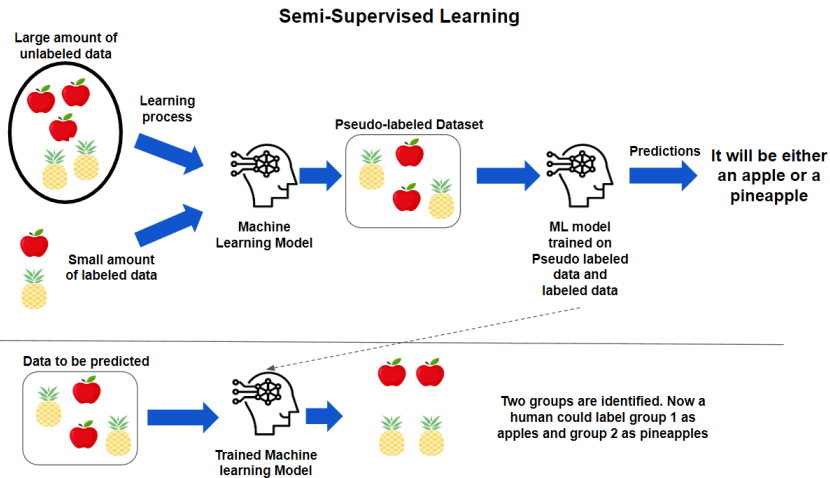 Semi-Supervised Learning
Large amount of
unlabeled data
Learning
process
Small amount
of labeled data
Machine
Learning Model
Pseudo-labeled Dataset
ML model
trained on
Pseudo labeled
data and
labeled data
Predictions
It will be either
an apple or a
pineapple
Data to be predicted
Trained Machine
learning Model
Two groups are identified. Now a
human could label group 1 as
apples and group 2 as pineapples